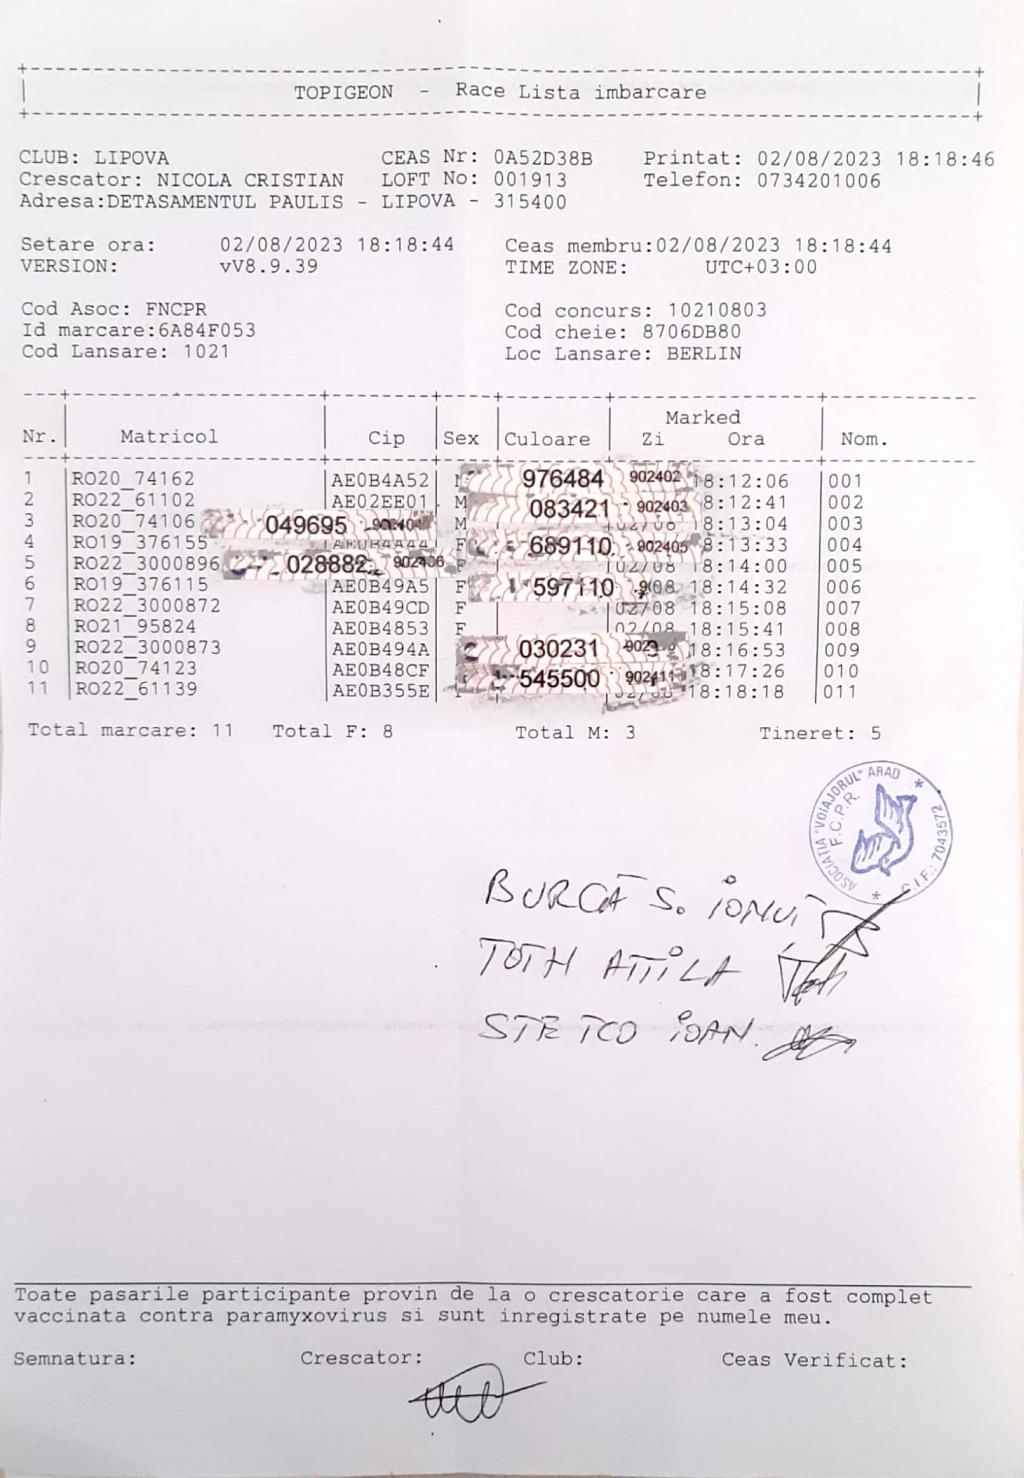 TOPIGEON - Race Lista imbarcare
CLUB: LIPOVA CEAS Nr: 0A52D38B Printat: 02/08/2023 18:18:46
Crescator: NICOLA CRISTIAN LOFT No: 001913 Telefon: 0734201006
Adresa:DETASAMENTUL PAULIS - LIPOVA - 315400
Setare ora: 02/08/2023 18:18:44 Ceas membru:02/08/2023 18:18:44
VERSION: vV8.9.39 TIME ZONE: UTC+03:00
Cod Asoc: FNCPR Cod concurs: 10210803
Id marcare:6A84F053 Cod cheie: 8706DB80
Cod Lansare: 1021 Loc Lansare: BERLIN
Marked
Nr. Matricol Cip Sex Culoare Zi Ora Nom.
1 RO20_74162 AE0B4A52 976484 902402 18:12:06 001
2 RO22_61102 AE02EE01 M 083421 902403 8:12:41 002
3 RO20_74106 049695 M 02/08 18:13:04 003
4 RO19_376155 AE0B4A44 F 689110 902405 8:13:33 004
5 RO22_3000896 028882 902406 02/08 18:14:00 005
6 RO19_376115 AE0B49A5 F 597110 18:14:32 006
7 RO22_3000872 AE0B49CD F 02/08 18:15:08 007
8 RO21_95824 AE0B4853 F 02/08 18:15:41 008
9 RO22_3000873 AE0B494A 030231 18:16:53 009
10 RO20_74123 AE0B48CF 545500 902411 18:17:26 010
11 RO22_61139 AE0B355E 02/08 18:18:18 011
Total marcare: 11 Total F: 8 Total M: 3 Tineret: 5
ASOCIATIA "VOIAJORUL" ARAD * C.I.F.: 7043572 *
F.C.P.R.
BURCĂ S. IONUȚ
TOTH ATTILA
STETCO IOAN.
Toate pasarile participante provin de la o crescatorie care a fost complet
vaccinata contra paramyxovirus si sunt inregistrate pe numele meu.
Semnatura: Crescator: Club: Ceas Verificat: